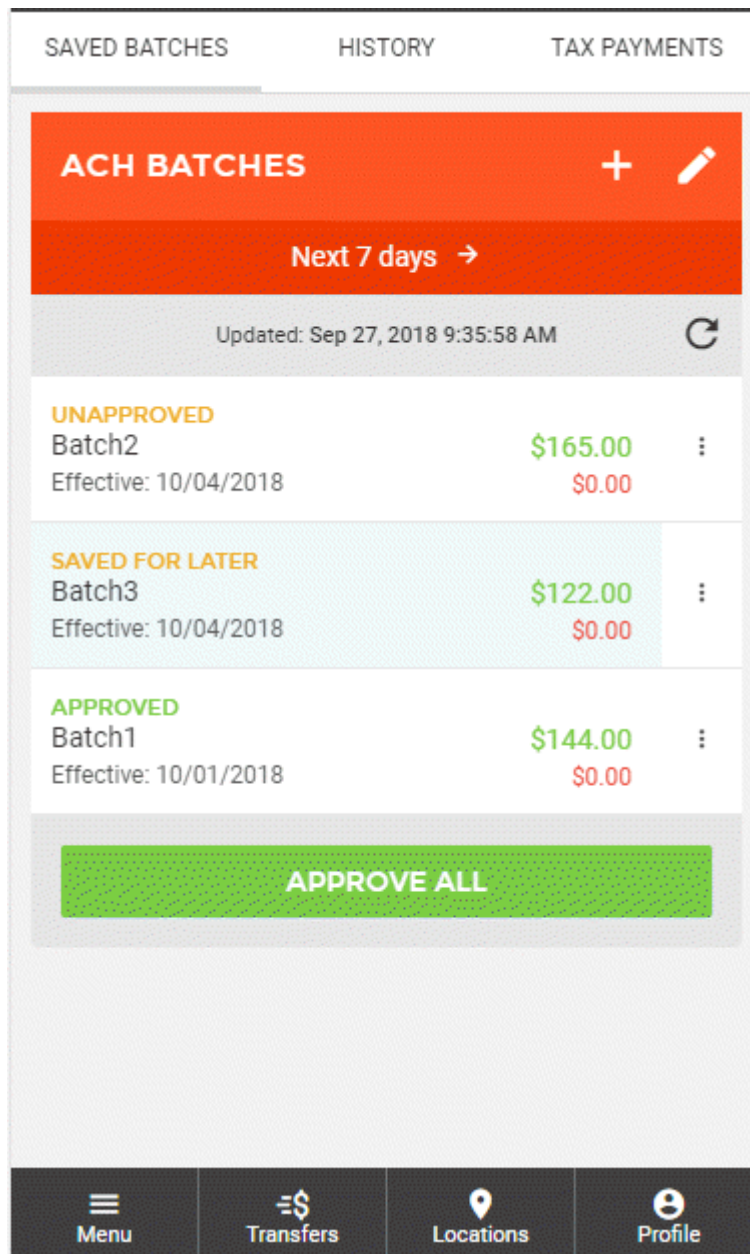 SAVED BATCHES HISTORY TAX PAYMENTS
ACH BATCHES
Next 7 days →
Updated: Sep 27, 2018 9:35:58 AM
UNAPPROVED
Batch2 $165.00
Effective: 10/04/2018 $0.00
SAVED FOR LATER
Batch3 $122.00
Effective: 10/04/2018 $0.00
APPROVED
Batch1 $144.00
Effective: 10/01/2018 $0.00
APPROVE ALL
Menu Transfers Locations Profile